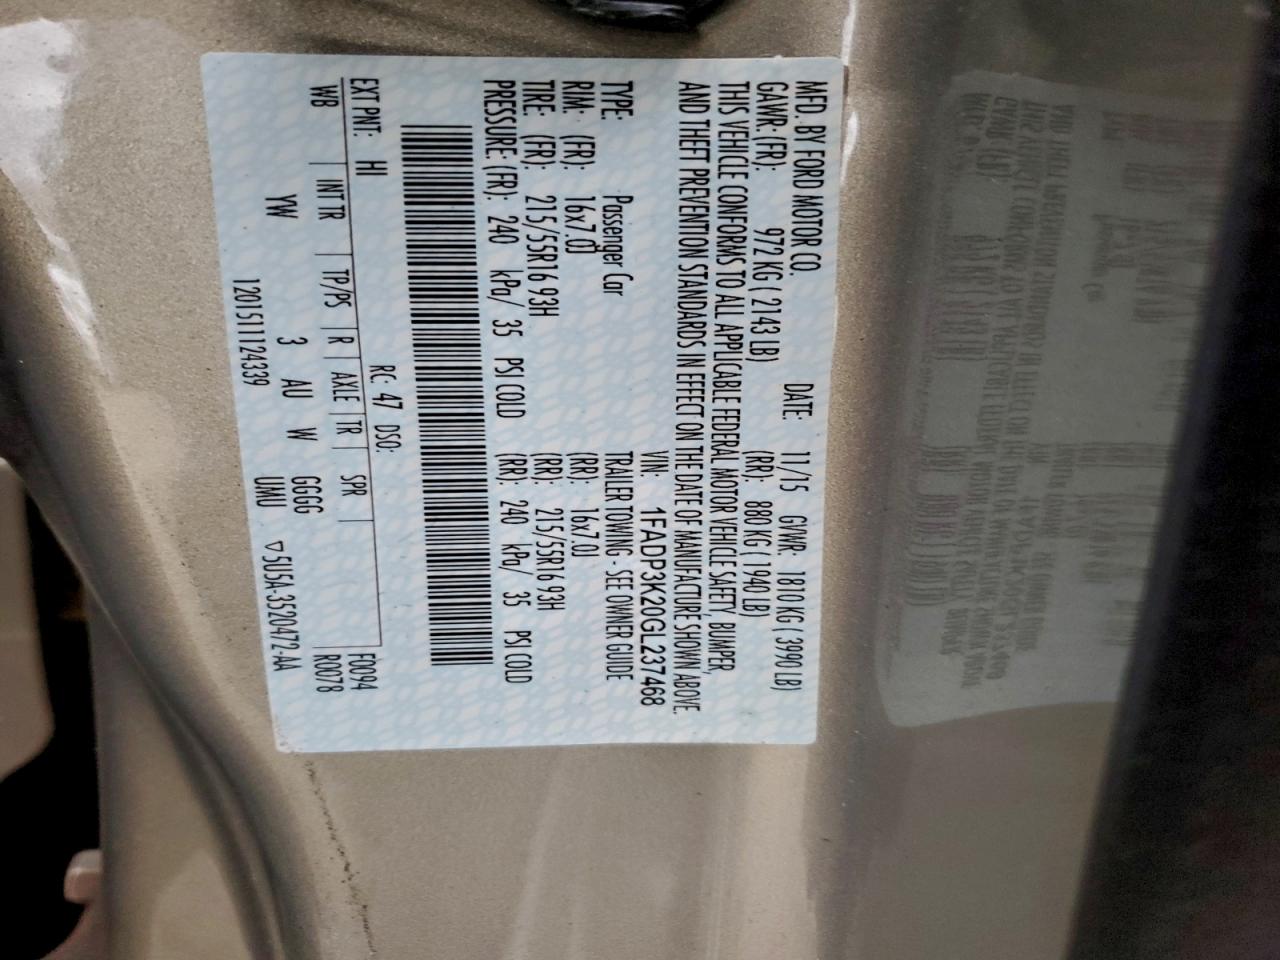 MFD. BY FORD MOTOR CO. DATE: 11/15 GVWR: 1810 KG ( 3990 LB)
GAWR: (FR): 972 KG ( 2143 LB) (RR): 880 KG ( 1940 LB)
THIS VEHICLE CONFORMS TO ALL APPLICABLE FEDERAL MOTOR VEHICLE SAFETY, BUMPER,
AND THEFT PREVENTION STANDARDS IN EFFECT ON THE DATE OF MANUFACTURE SHOWN ABOVE.
VIN: 1FADP3K20GL237468
TYPE: Passenger Car TRAILER TOWING - SEE OWNER GUIDE
RIM: (FR): 16x7.0J (RR): 16x7.0J
TIRE: (FR): 215/55R16 93H (RR): 215/55R16 93H
PRESSURE: (FR): 240 kPa/ 35 PSI COLD (RR): 240 kPa/ 35 PSI COLD
RC: 47 DSO:
EXT PNT: HI F0094
WB | INT TR | TP/PS | R | AXLE | TR | SPR | R0078
YW 3 AU W GGGG
UMU ▽5U5A-3520472-AA
12015111124339